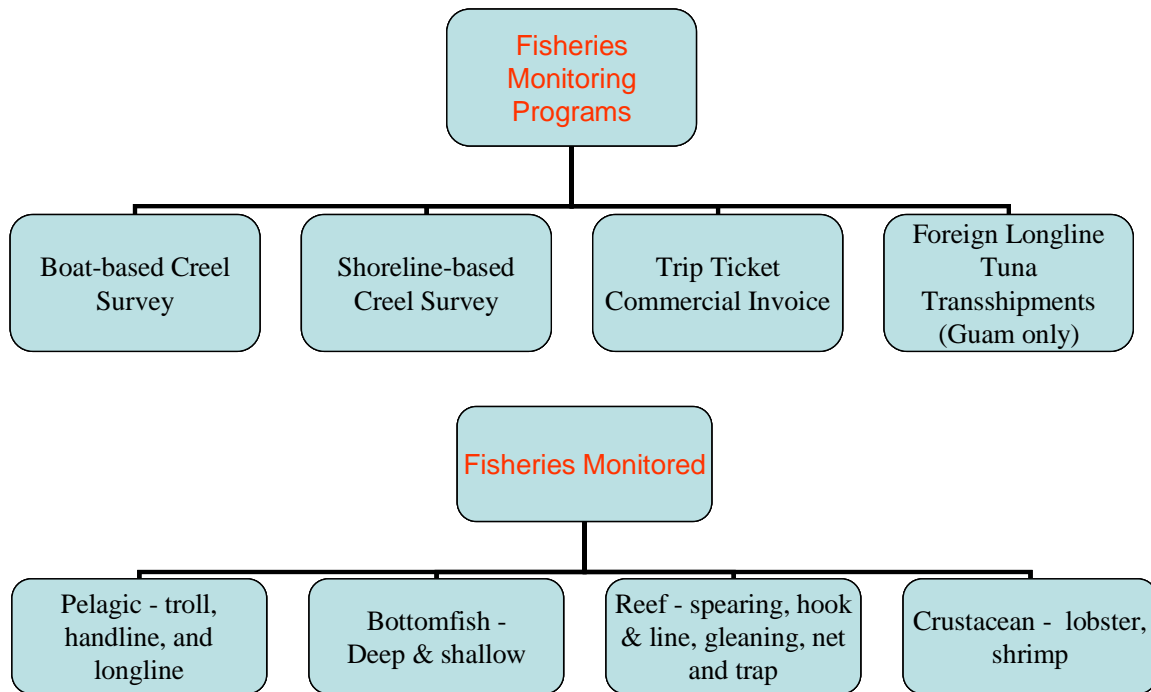 Fisheries
Monitoring
Programs
Boat-based Creel
Survey
Shoreline-based
Creel Survey
Trip Ticket
Commercial Invoice
Foreign Longline
Tuna
Transshipments
(Guam only)
Fisheries Monitored
Pelagic - troll,
handline, and
longline
Bottomfish -
Deep & shallow
Reef - spearing, hook
& line, gleaning, net
and trap
Crustacean - lobster,
shrimp